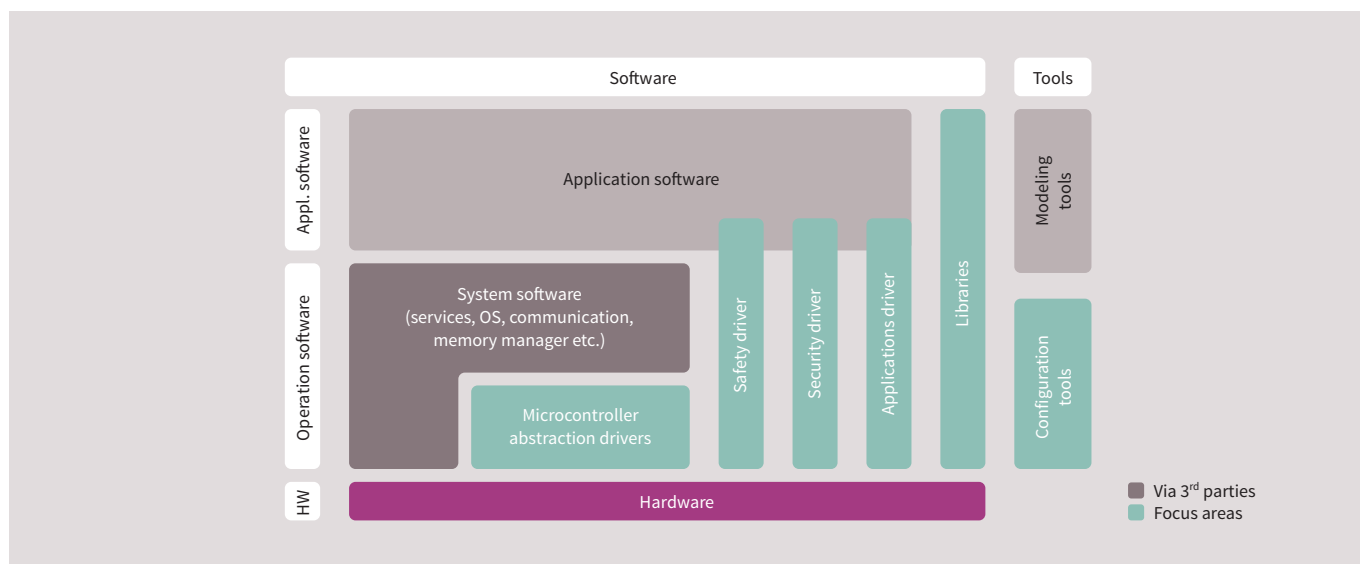 Software
Tools
Appl. software
Application software
Libraries
Modeling
tools
Operation software
System software
(services, OS, communication,
memory manager etc.)
Microcontroller
abstraction drivers
Safety driver
Security driver
Applications driver
Configuration
tools
HW
Hardware
Via 3rd parties
Focus areas